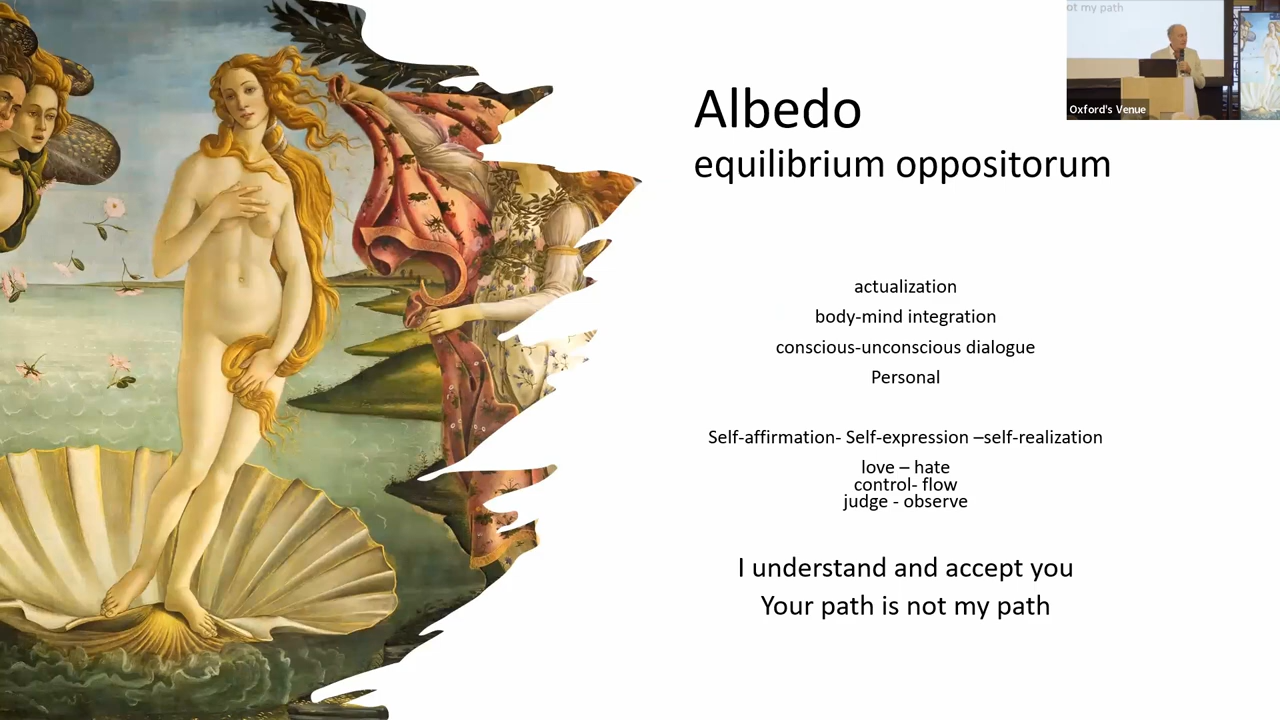 ot my path
Oxford's Venue
Albedo
equilibrium oppositorum
actualization
body-mind integration
conscious-unconscious dialogue
Personal
Self-affirmation- Self-expression –self-realization
love – hate
control- flow
judge - observe
I understand and accept you
Your path is not my path